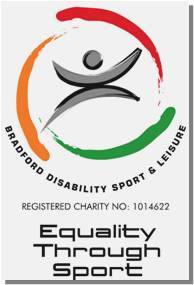 BRADFORD DISABILITY SPORT & LEISURE
REGISTERED CHARITY NO: 1014622
Equality
Through
Sport